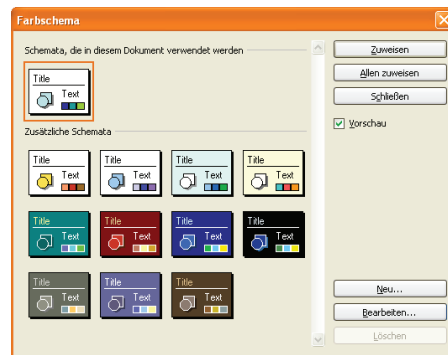 Farbschema
Schemata, die in diesem Dokument verwendet werden
Title
Text
Zusätzliche Schemata
Title
Text
Title
Text
Title
Text
Title
Text
Title
Text
Title
Text
Title
Text
Title
Text
Title
Text
Title
Text
Title
Text
Zuweisen
Allen zuweisen
Schließen
Vorschau
Neu...
Bearbeiten...
Löschen